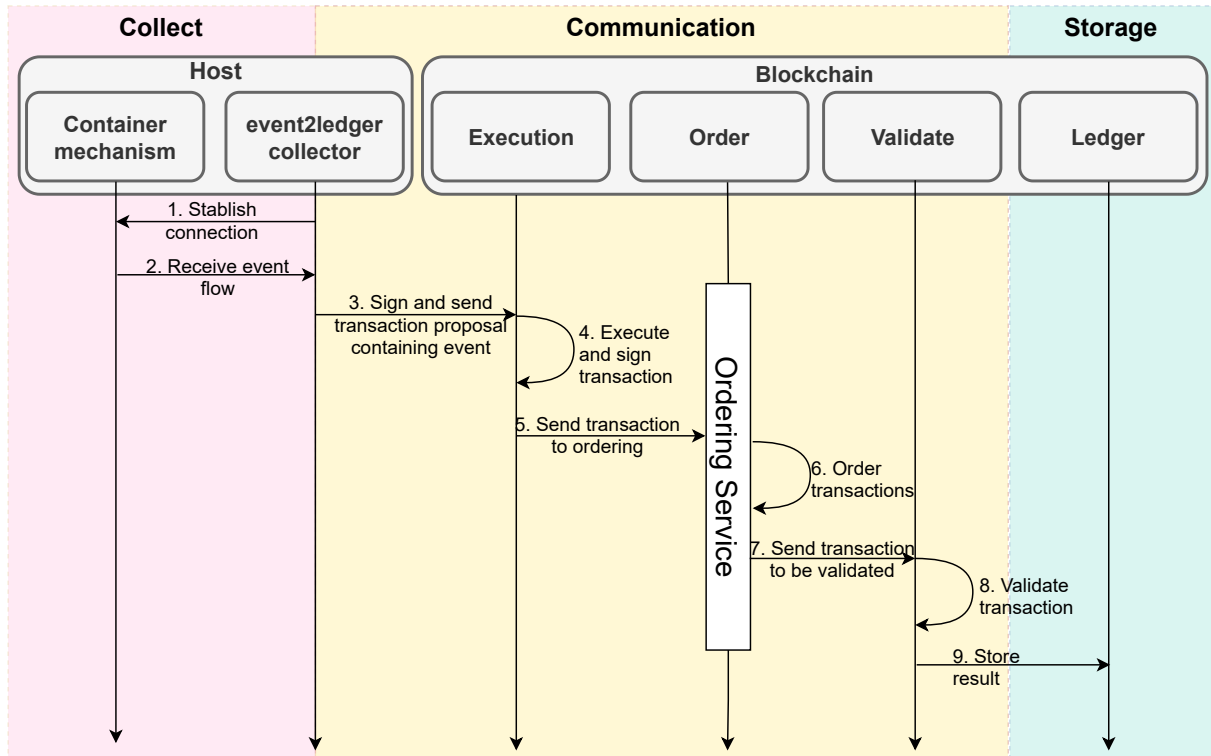 Collect
Communication
Storage
Host
Blockchain
Container
mechanism
event2ledger
collector
Execution
Order
Validate
Ledger
1. Stablish
connection
2. Receive event
flow
3. Sign and send
transaction proposal
containing event
4. Execute
and sign
transaction
Ordering Service
5. Send transaction
to ordering
6. Order
transactions
7. Send transaction
to be validated
8. Validate
transaction
9. Store
result